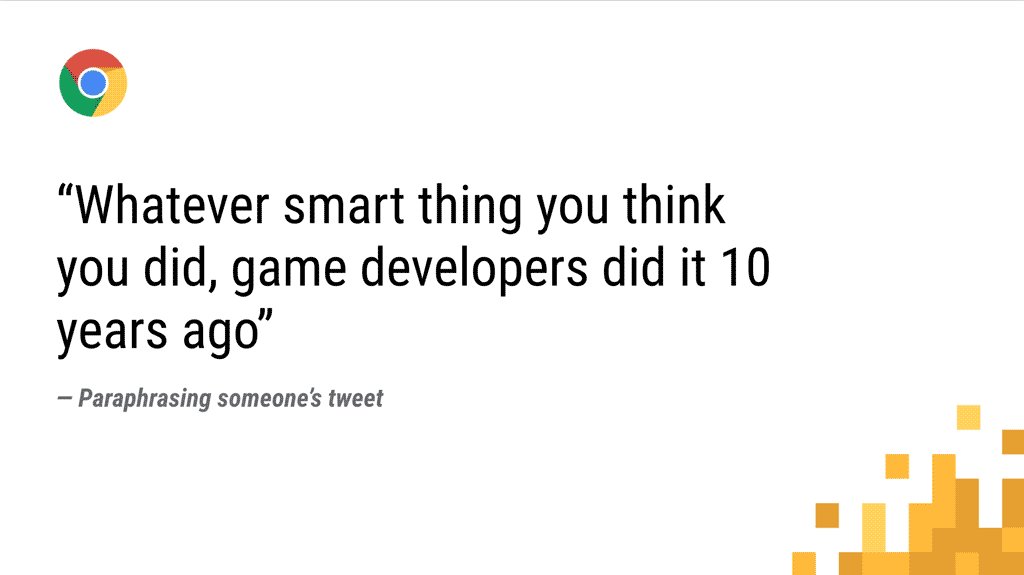 “Whatever smart thing you think
you did, game developers did it 10
years ago”
— Paraphrasing someone’s tweet